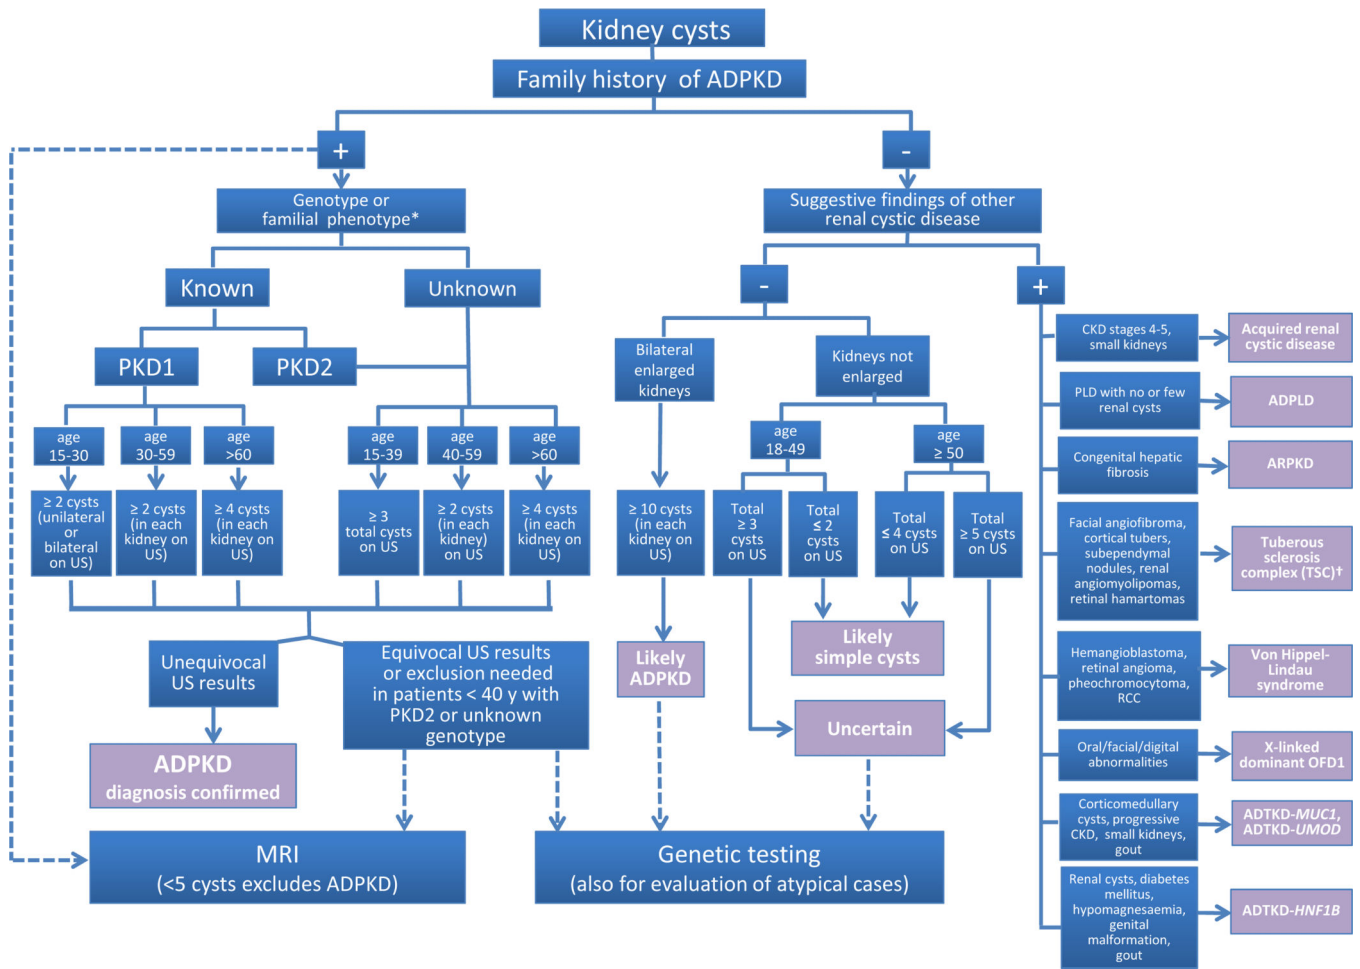 Kidney cysts
Family history of ADPKD
+
-
Genotype or
familial phenotype*
Suggestive findings of other
renal cystic disease
Known
Unknown
-
+
PKD1
PKD2
Bilateral
enlarged
kidneys
Kidneys not
enlarged
age
15-30
age
30-59
age
>60
age
15-39
age
40-59
age
>60
age
18-49
age
≥ 50
≥ 2 cysts
(unilateral
or
bilateral
on US)
≥ 2 cysts
(in each
kidney on
US)
≥ 4 cysts
(in each
kidney on
US)
≥ 3
total cysts
on US
≥ 2 cysts
(in each
kidney) on
US
≥ 4 cysts
(in each
kidney on
US)
≥ 10 cysts
(in each
kidney on
US)
Total
≥ 3
cysts
on US
Total
≤ 2
cysts
on US
Total
≤ 4 cysts
on US
Total
≥ 5 cysts
on US
Unequivocal
US results
Equivocal US results
or exclusion needed
in patients < 40 y with
PKD2 or unknown
genotype
Likely
ADPKD
Likely
simple cysts
Uncertain
ADPKD
diagnosis confirmed
MRI
(<5 cysts excludes ADPKD)
Genetic testing
(also for evaluation of atypical cases)
CKD stages 4-5,
small kidneys
Acquired renal
cystic disease
PLD with no or few
renal cysts
ADPLD
Congenital hepatic
fibrosis
ARPKD
Facial angiofibroma,
cortical tubers,
subependymal
nodules, renal
angiomyolipomas,
retinal hamartomas
Tuberous
sclerosis
complex (TSC)†
Hemangioblastoma,
retinal angioma,
pheochromocytoma,
RCC
Von Hippel-
Lindau
syndrome
Oral/facial/digital
abnormalities
X-linked
dominant OFD1
Corticomedullary
cysts, progressive
CKD, small kidneys,
gout
ADTKD-MUC1,
ADTKD-UMOD
Renal cysts, diabetes
mellitus,
hypomagnesaemia,
genital
malformation,
gout
ADTKD-HNF1B